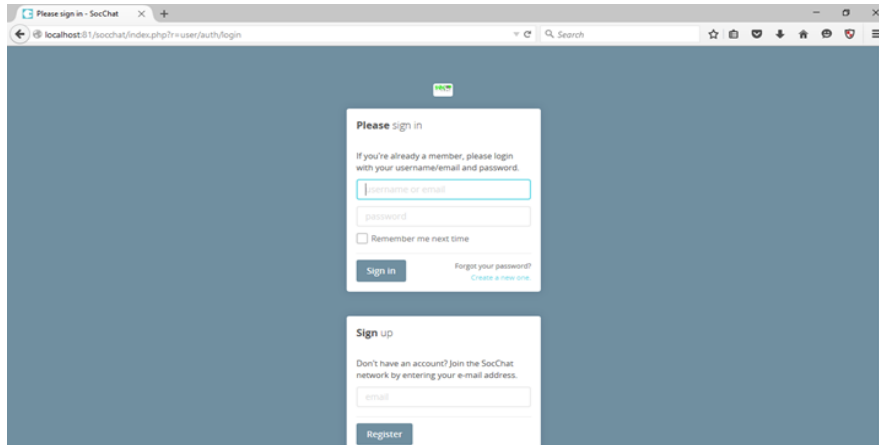 Please sign in - SocChat
localhost:81/socchat/index.php?r=user/auth/login
Search
Please sign in
If you're already a member, please login
with your username/email and password.
username or email
password
Remember me next time
Sign in
Forgot your password?
Create a new one.
Sign up
Don't have an account? Join the SocChat
network by entering your e-mail address.
email
Register